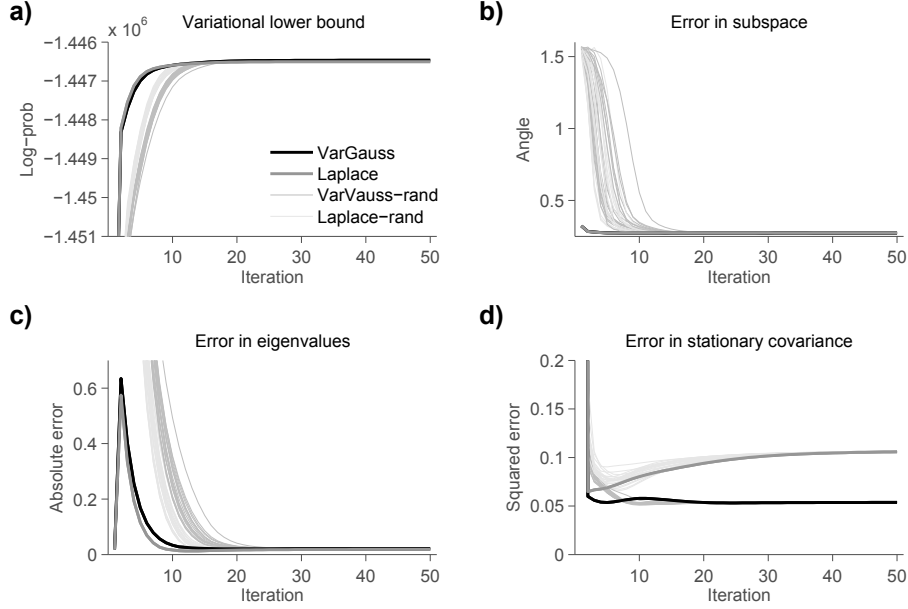 a)
Variational lower bound
x 10^6
−1.446
−1.447
−1.448
−1.449
−1.45
−1.451
Log−prob
VarGauss
Laplace
VarVauss−rand
Laplace−rand
10 20 30 40 50
Iteration
b)
Error in subspace
1.5
1
0.5
Angle
10 20 30 40 50
Iteration
c)
Error in eigenvalues
0.6
0.4
0.2
0
Absolute error
10 20 30 40 50
Iteration
d)
Error in stationary covariance
0.2
0.15
0.1
0.05
0
Squared error
10 20 30 40 50
Iteration